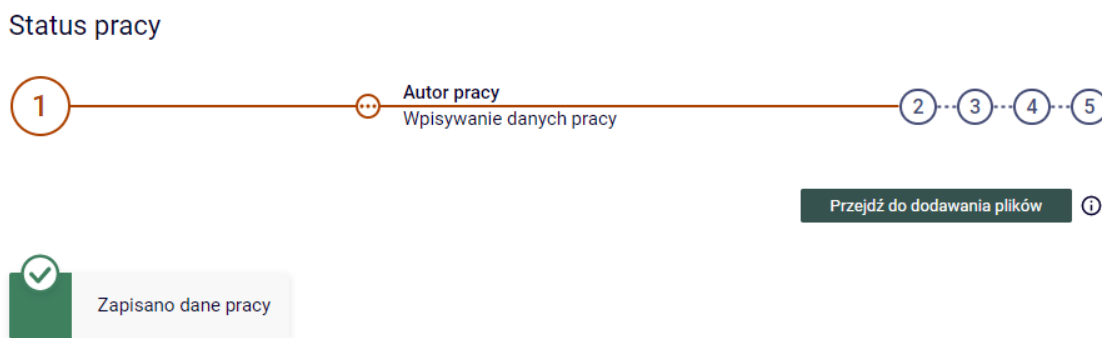 Status pracy
1
Autor pracy
Wpisywanie danych pracy
2 3 4 5
Przejdź do dodawania plików
Zapisano dane pracy